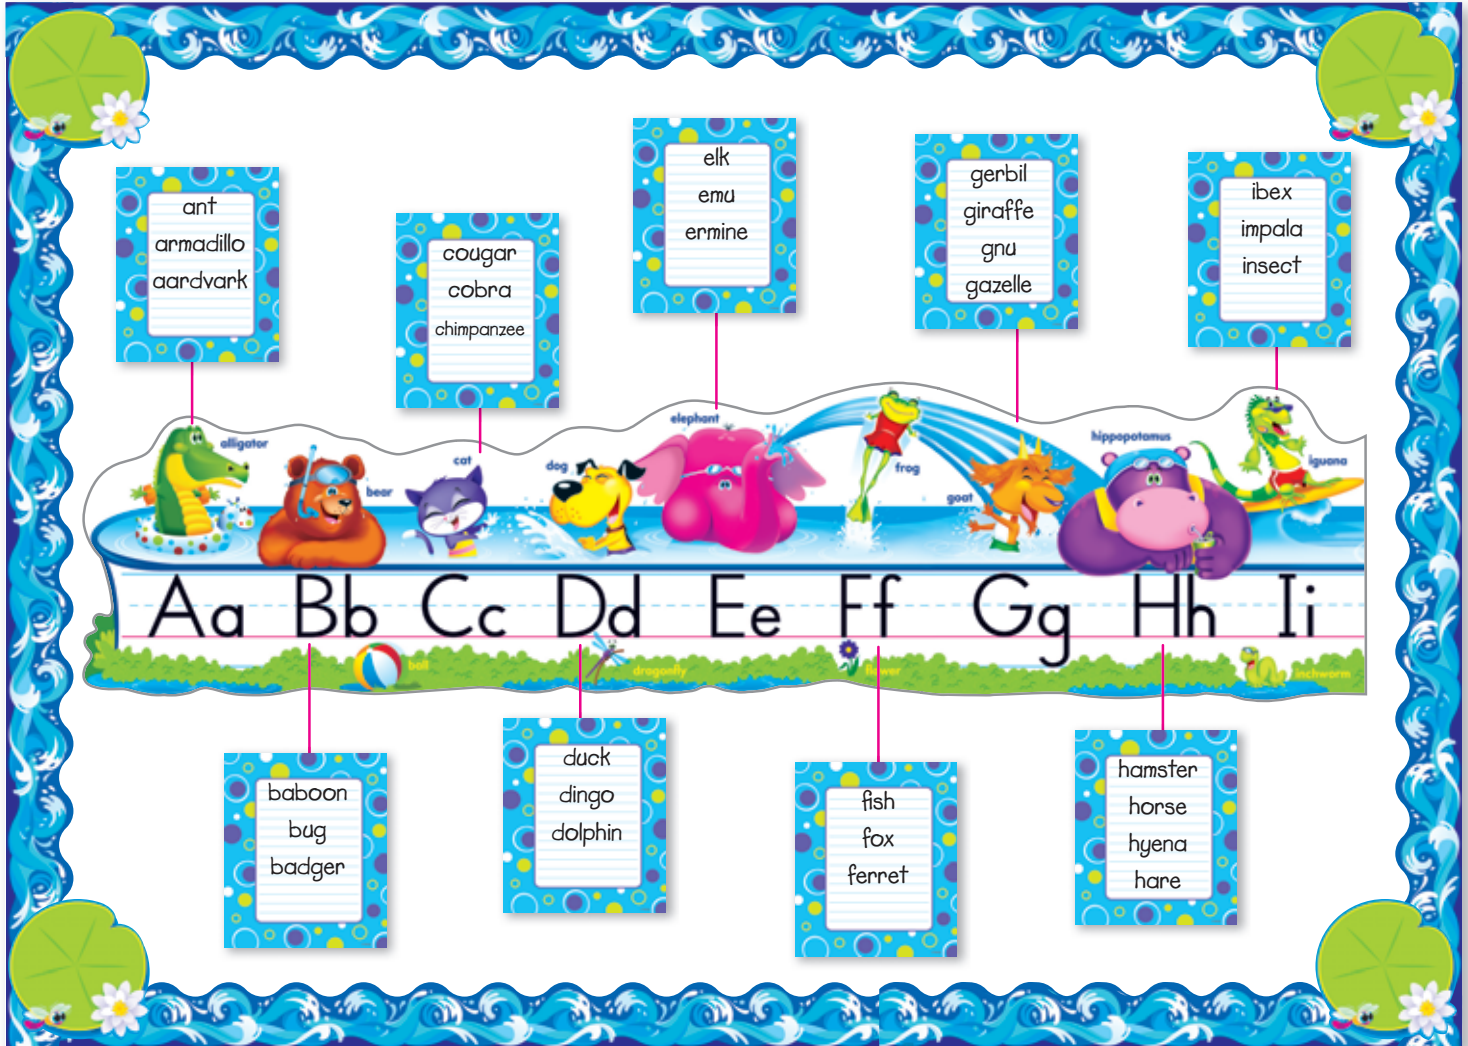 ant
armadillo
aardvark
cougar
cobra
chimpanzee
elk
emu
ermine
gerbil
giraffe
gnu
gazelle
ibex
impala
insect
alligator
bear
cat
dog
elephant
frog
goat
hippopotamus
iguana
Aa Bb Cc Dd Ee Ff Gg Hh Ii
ball
dragonfly
flower
inchworm
baboon
bug
badger
duck
dingo
dolphin
fish
fox
ferret
hamster
horse
hyena
hare